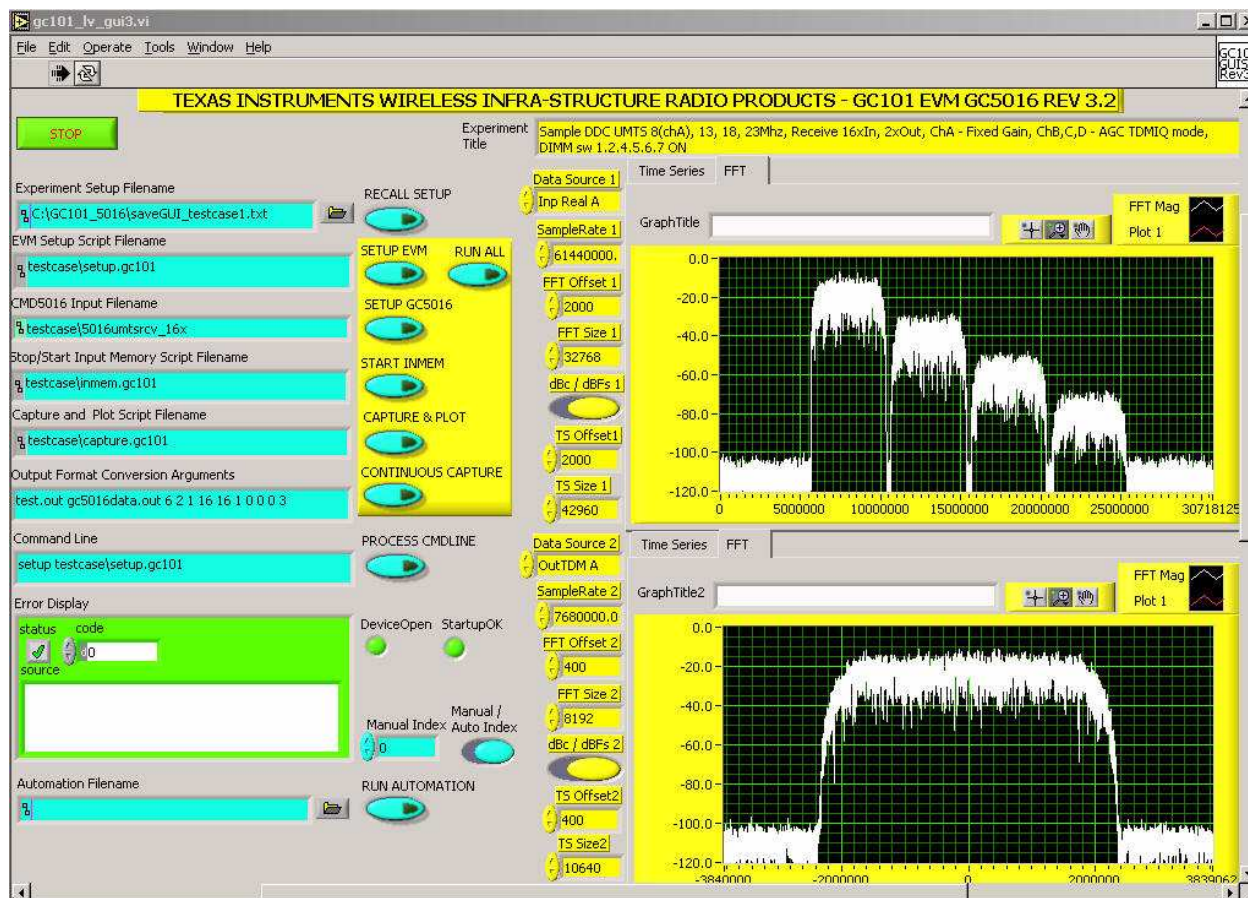 gc101_lv_gui3.vi
File Edit Operate Tools Window Help
TEXAS INSTRUMENTS WIRELESS INFRA-STRUCTURE RADIO PRODUCTS - GC101 EVM GC5016 REV 3.2
STOP
Experiment Title
Sample DDC UMTS 8(chA), 13, 18, 23Mhz, Receive 16xIn, 2xOut, ChA - Fixed Gain, ChB,C,D - AGC TDMIQ mode,
DIMM sw 1.2.4.5.6.7 ON
Experiment Setup Filename
C:\GC101_5016\saveGUI_testcase1.txt
EVM Setup Script Filename
testcase\setup.gc101
CMD5016 Input Filename
testcase\5016umtsrcv_16x
Stop/Start Input Memory Script Filename
testcase\inmem.gc101
Capture and Plot Script Filename
testcase\capture.gc101
Output Format Conversion Arguments
test.out gc5016data.out 6 2 1 16 16 1 0 0 0 3
Command Line
setup testcase\setup.gc101
Error Display
status code
0
source
Automation Filename
RECALL SETUP
SETUP EVM RUN ALL
SETUP GC5016
START INMEM
CAPTURE & PLOT
CONTINUOUS CAPTURE
PROCESS CMDLINE
DeviceOpen StartupOK
Manual Index
0
Manual /
Auto Index
RUN AUTOMATION
Data Source 1
Inp Real A
SampleRate 1
61440000.
FFT Offset 1
2000
FFT Size 1
32768
dBc / dBFs 1
TS Offset1
2000
TS Size 1
42960
Data Source 2
OutTDM A
SampleRate 2
7680000.0
FFT Offset 2
400
FFT Size 2
8192
dBc / dBFs 2
TS Offset2
400
TS Size2
10640
Time Series FFT
GraphTitle
FFT Mag
Plot 1
0.0
-20.0
-40.0
-60.0
-80.0
-100.0
-120.0
0 5000000 10000000 15000000 20000000 25000000 30718125
Time Series FFT
GraphTitle2
FFT Mag
Plot 1
0.0
-20.0
-40.0
-60.0
-80.0
-100.0
-120.0
-3840000 -2000000 0 2000000 3839062